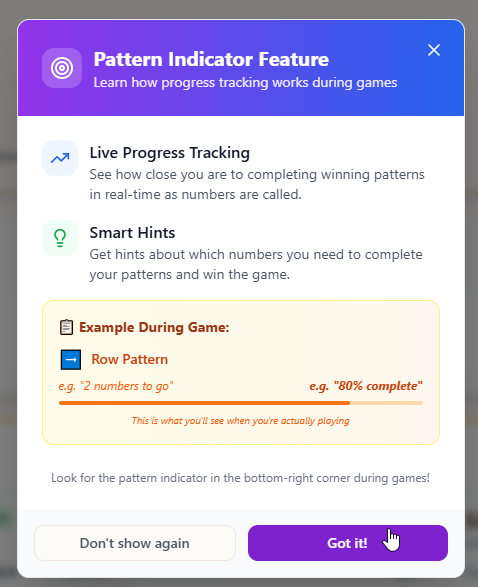 Pattern Indicator Feature
Learn how progress tracking works during games
Live Progress Tracking
See how close you are to completing winning patterns
in real-time as numbers are called.
Smart Hints
Get hints about which numbers you need to complete
your patterns and win the game.
Example During Game:
Row Pattern
e.g. "2 numbers to go"
e.g. "80% complete"
This is what you'll see when you're actually playing
Look for the pattern indicator in the bottom-right corner during games!
Don't show again
Got it!